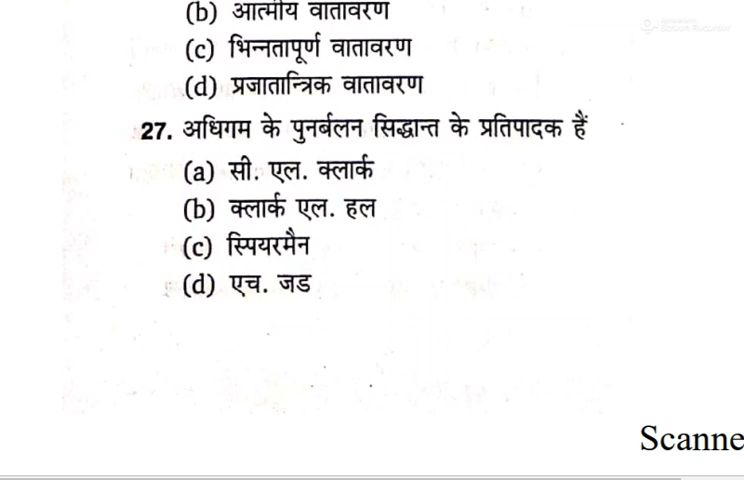 (b) आत्मीय वातावरण
(c) भिन्नतापूर्ण वातावरण
(d) प्रजातान्त्रिक वातावरण
27. अधिगम के पुनर्बलन सिद्धान्त के प्रतिपादक हैं
(a) सी. एल. क्लार्क
(b) क्लार्क एल. हल
(c) स्पियरमैन
(d) एच. जड
Scanne